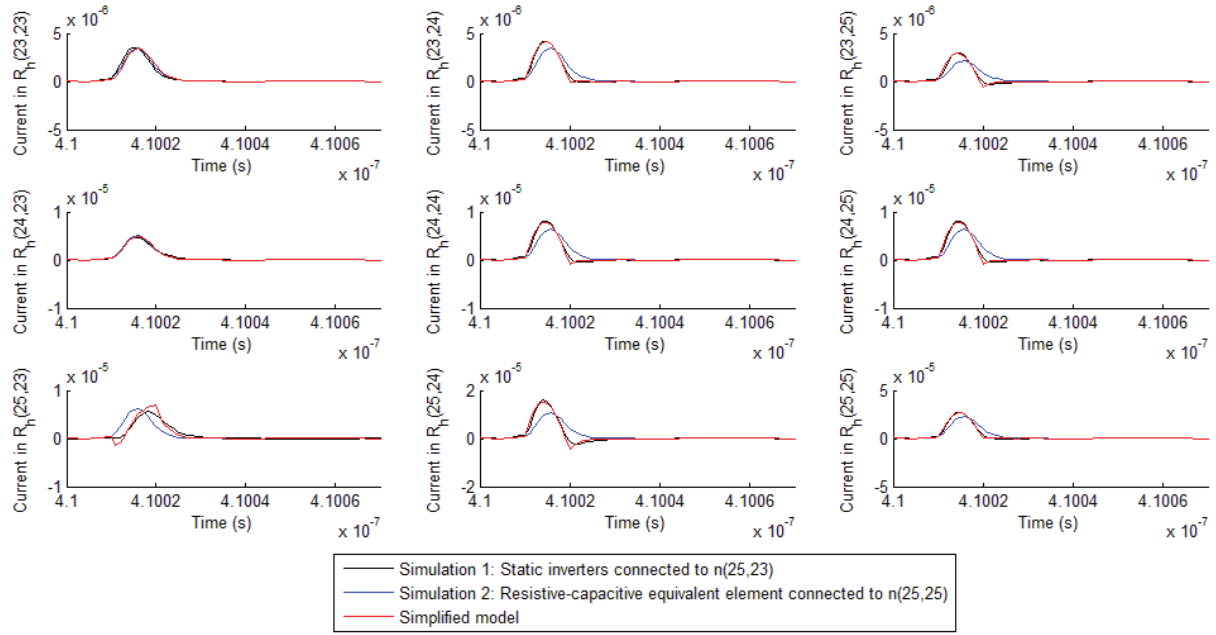 x 10^-6
5
0
-5
Current in R_h(23,23)
4.1 4.1002 4.1004 4.1006
Time (s)
x 10^-7
x 10^-6
5
0
-5
Current in R_h(23,24)
4.1 4.1002 4.1004 4.1006
Time (s)
x 10^-7
x 10^-6
5
0
-5
Current in R_h(23,25)
4.1 4.1002 4.1004 4.1006
Time (s)
x 10^-7
x 10^-5
1
0
-1
Current in R_h(24,23)
4.1 4.1002 4.1004 4.1006
Time (s)
x 10^-7
x 10^-5
1
0
-1
Current in R_h(24,24)
4.1 4.1002 4.1004 4.1006
Time (s)
x 10^-7
x 10^-5
1
0
-1
Current in R_h(24,25)
4.1 4.1002 4.1004 4.1006
Time (s)
x 10^-7
x 10^-5
1
0
-1
Current in R_h(25,23)
4.1 4.1002 4.1004 4.1006
Time (s)
x 10^-7
x 10^-5
2
0
-2
Current in R_h(25,24)
4.1 4.1002 4.1004 4.1006
Time (s)
x 10^-7
x 10^-5
5
0
-5
Current in R_h(25,25)
4.1 4.1002 4.1004 4.1006
Time (s)
x 10^-7
Simulation 1: Static inverters connected to n(25,23)
Simulation 2: Resistive-capacitive equivalent element connected to n(25,25)
Simplified model